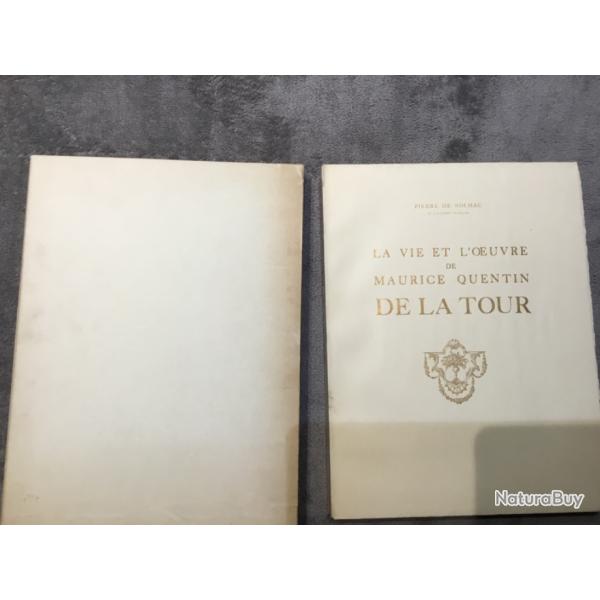 PIERRE DE NOLHAC
LA VIE ET L'ŒUVRE
DE
MAURICE QUENTIN
DE LA TOUR
NaturaBuy